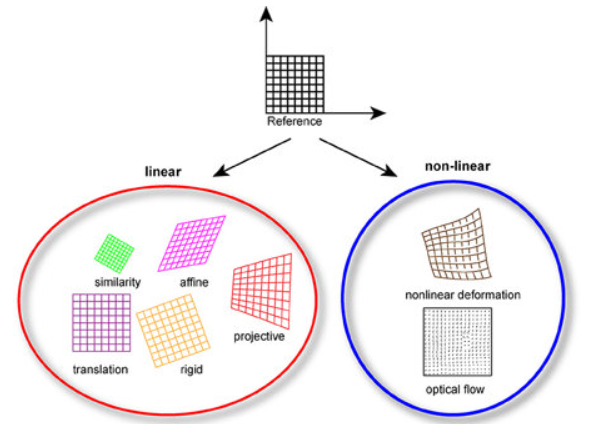 Reference
linear
non-linear
similarity
affine
projective
translation
rigid
nonlinear deformation
optical flow